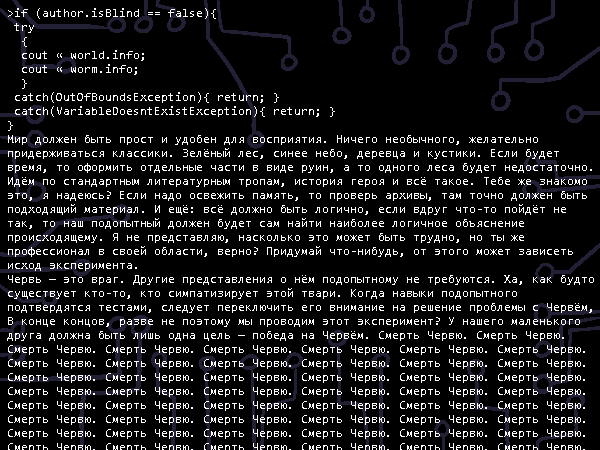 >if (author.isBlind == false){
try
{
cout « world.info;
cout « worm.info;
}
catch(OutOfBoundsException){ return; }
catch(VariableDoesntExistException){ return; }
}
Мир должен быть прост и удобен для восприятия. Ничего необычного, желательно
придерживаться классики. Зелёный лес, синее небо, деревца и кустики. Если будет
время, то оформить отдельные части в виде руин, а то одного леса будет недостаточно.
Идём по стандартным литературным тропам, история героя и всё такое. Тебе же знакомо
это, я надеюсь? Если надо освежить память, то проверь архивы, там точно должен быть
подходящий материал. И ещё: всё должно быть логично, если вдруг что-то пойдёт не
так, то наш подопытный должен будет сам найти наиболее логичное объяснение
происходящему. Я не представляю, насколько это может быть трудно, но ты же
профессионал в своей области, верно? Придумай что-нибудь, от этого может зависеть
исход эксперимента.
Червь – это враг. Другие представления о нём подопытному не требуются. Ха, как будто
существует кто-то, кто симпатизирует этой твари. Когда навыки подопытного
подтвердятся тестами, следует переключить его внимание на решение проблемы с Червём,
В конце концов, разве не поэтому мы проводим этот эксперимент? У нашего маленького
друга должна быть лишь одна цель – победа на Червём. Смерть Червю. Смерть Червю.
Смерть Червю. Смерть Червю. Смерть Червю. Смерть Червю. Смерть Червю. Смерть Червю.
Смерть Червю. Смерть Червю. Смерть Червю. Смерть Червю. Смерть Червю. Смерть Червю.
Смерть Червю. Смерть Червю. Смерть Червю. Смерть Червю. Смерть Червю. Смерть Червю.
Смерть Червю. Смерть Червю. Смерть Червю. Смерть Червю. Смерть Червю. Смерть Червю.
Смерть Червю. Смерть Червю. Смерть Червю. Смерть Червю. Смерть Червю. Смерть Червю.
Смерть Червю. Смерть Червю. Смерть Червю. Смерть Червю. Смерть Червю. Смерть Червю.
Смерть Червю. Смерть Червю. Смерть Червю. Смерть Червю. Смерть Червю. Смерть Червю.
Смерть Червю. Смерть Червю. Смерть Червю. Смерть Червю. Смерть Червю. Смерть Червю.